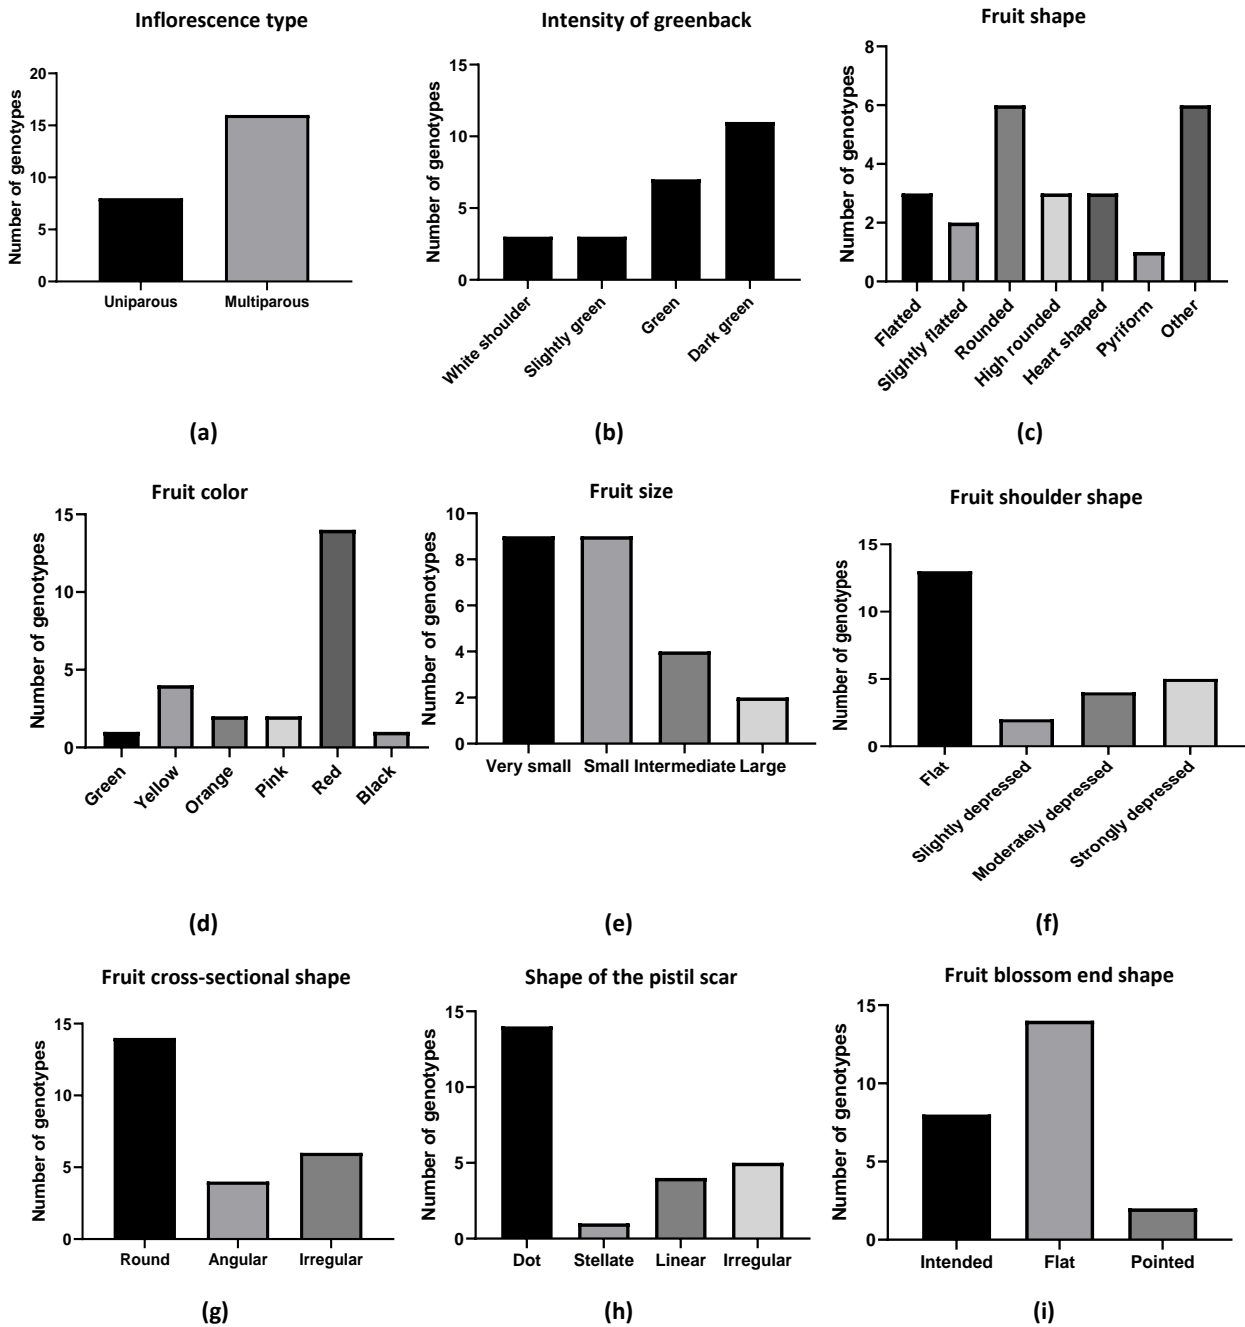 Inflorescence type
Number of genotypes
20
15
10
5
0
Uniparous Multiparous
(a)
Intensity of greenback
Number of genotypes
15
10
5
0
White shoulder
Slightly green
Green
Dark green
(b)
Fruit shape
Number of genotypes
8
6
4
2
0
Flatted
Slightly flatted
Rounded
High rounded
Heart shaped
Pyriform
Other
(c)
Fruit color
Number of genotypes
15
10
5
0
Green
Yellow
Orange
Pink
Red
Black
(d)
Fruit size
Number of genotypes
10
8
6
4
2
0
Very small Small Intermediate Large
(e)
Fruit shoulder shape
Number of genotypes
15
10
5
0
Flat
Slightly depressed
Moderately depressed
Strongly depressed
(f)
Fruit cross-sectional shape
Number of genotypes
15
10
5
0
Round Angular Irregular
(g)
Shape of the pistil scar
Number of genotypes
15
10
5
0
Dot Stellate Linear Irregular
(h)
Fruit blossom end shape
Number of genotypes
15
10
5
0
Intended Flat Pointed
(i)